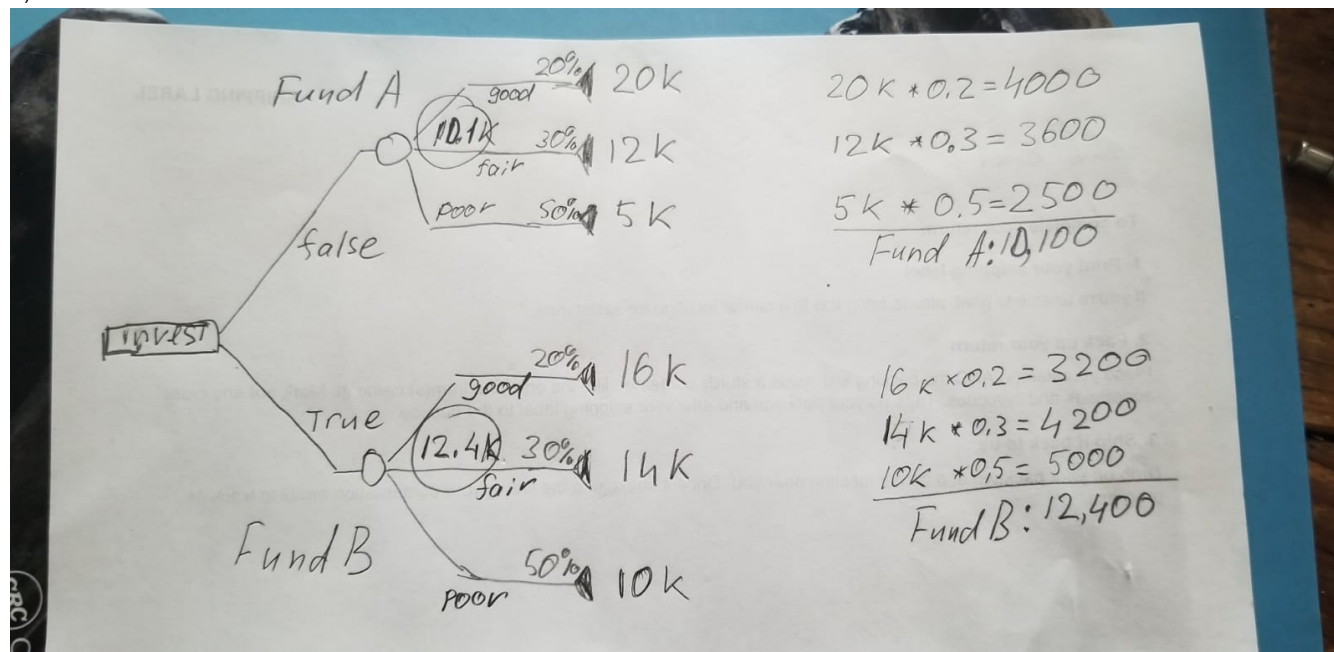 Fund A
20%
good
20K
10.1K
30%
fair
12K
poor
50%
5K
false
invest
True
20%
good
16K
12.4K
30%
fair
14K
Fund B
50%
poor
10K
20K * 0.2 = 4000
12K * 0.3 = 3600
5K * 0.5 = 2500
Fund A: 10,100
16K × 0.2 = 3200
14K * 0.3 = 4200
10K * 0,5 = 5000
Fund B: 12,400